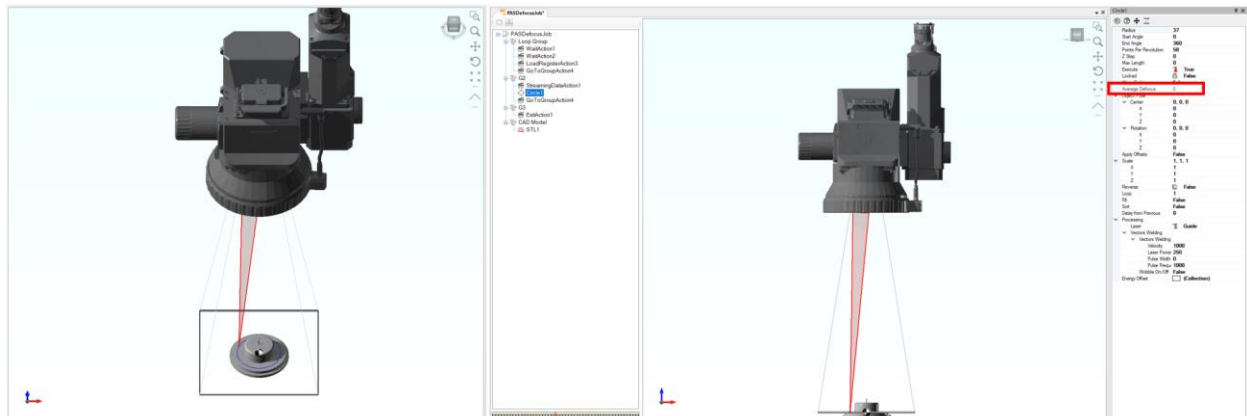 PASDefocusJob*
PASDefocusJob
Loop Group
WaitAction1
WaitAction2
LoadRegisterAction3
GoToGroupAction4
G2
StreamingDataAction1
Circle1
GoToGroupAction4
G3
ExitAction1
CAD Model
STL1
Circle1
Radius 37
Start Angle 0
End Angle 360
Points Per Revolution 50
Z Step 0
Max Length 0
Execute True
Locked False
Average Defocus 0
Center 0, 0, 0
X 0
Y 0
Z 0
Rotation 0, 0, 0
X 0
Y 0
Z 0
Apply Offsets False
Scale 1, 1, 1
X 1
Y 1
Z 1
Reverse False
Loop 1
Fill False
Sort False
Delay from Previous 0
Processing
Laser Guide
Vectors Welding
Vectors Welding
Velocity 1000
Laser Power 250
Pulse Width 0
Pulse Frequ 1000
Wobble On/Off False
Energy Offset (Collection)